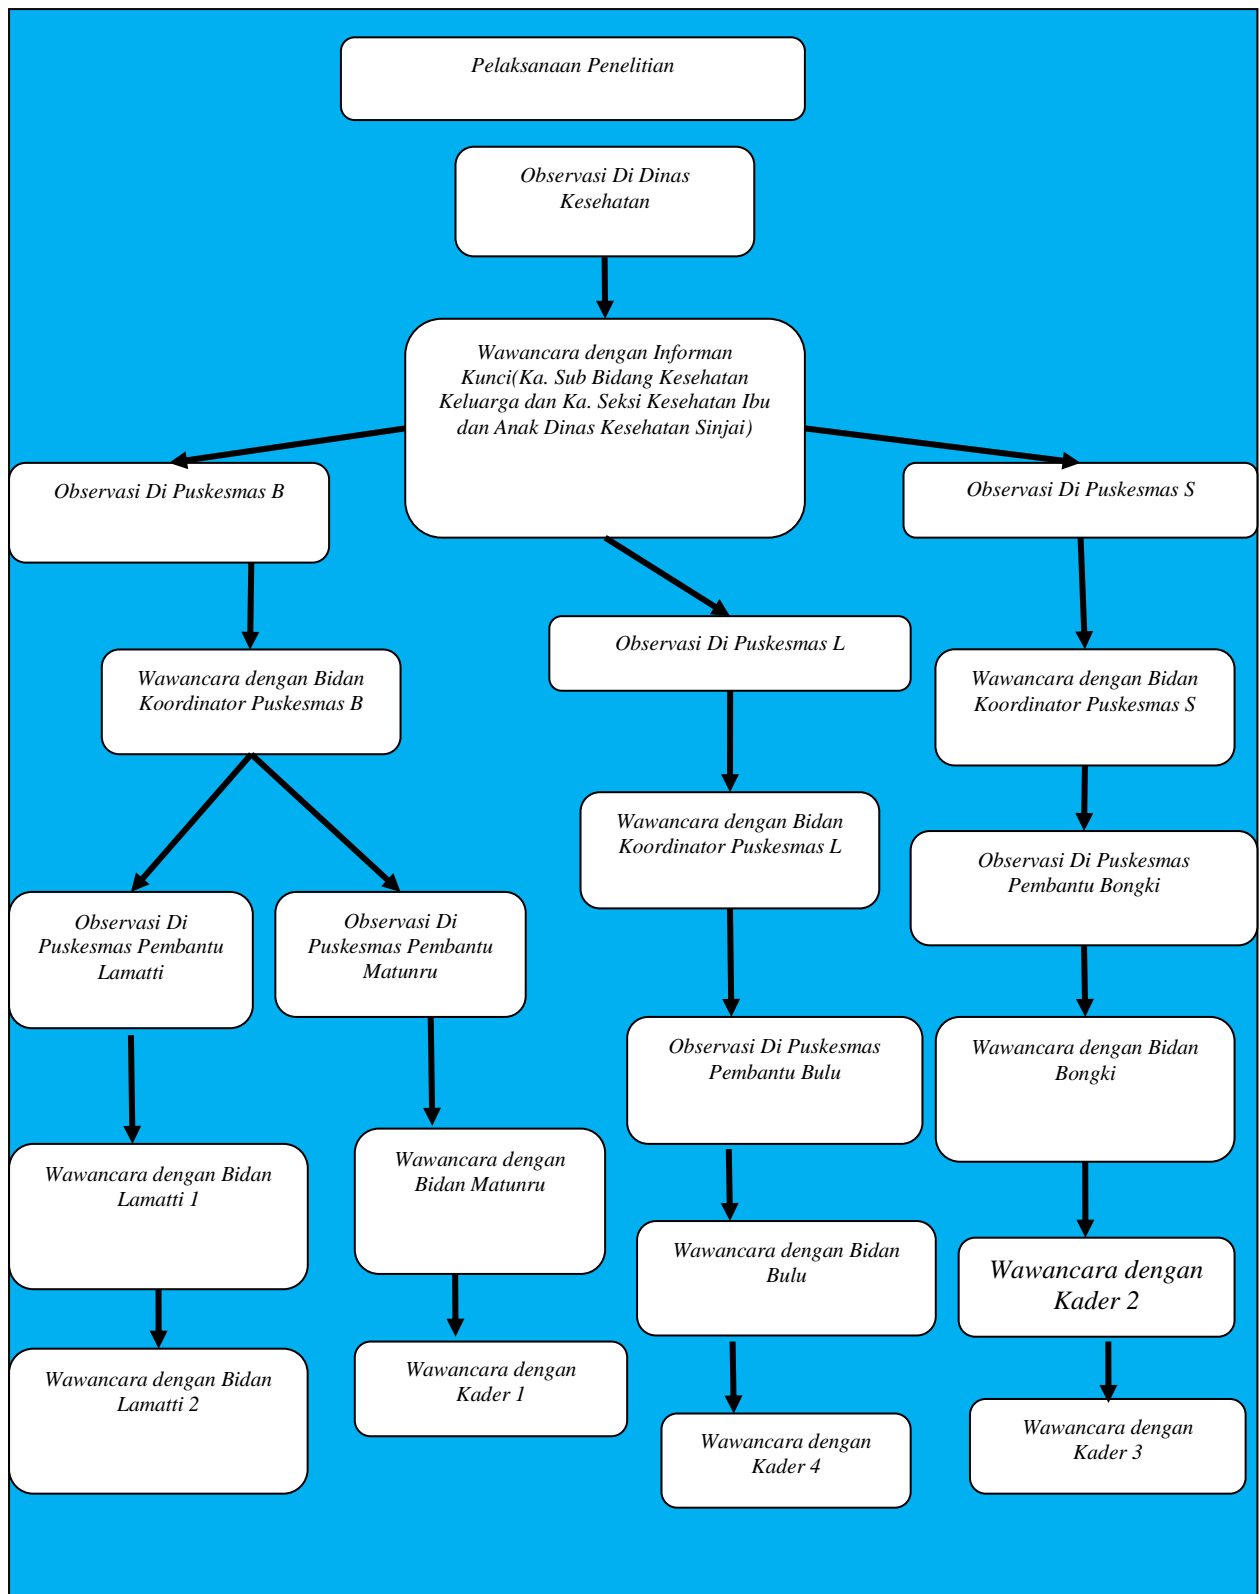 Pelaksanaan Penelitian
Observasi Di Dinas
Kesehatan
Wawancara dengan Informan
Kunci(Ka. Sub Bidang Kesehatan
Keluarga dan Ka. Seksi Kesehatan Ibu
dan Anak Dinas Kesehatan Sinjai)
Observasi Di Puskesmas B
Observasi Di Puskesmas S
Observasi Di Puskesmas L
Wawancara dengan Bidan
Koordinator Puskesmas B
Wawancara dengan Bidan
Koordinator Puskesmas S
Wawancara dengan Bidan
Koordinator Puskesmas L
Observasi Di Puskesmas
Pembantu Bongki
Observasi Di
Puskesmas Pembantu
Lamatti
Observasi Di
Puskesmas Pembantu
Matunru
Observasi Di Puskesmas
Pembantu Bulu
Wawancara dengan Bidan
Bongki
Wawancara dengan Bidan
Lamatti 1
Wawancara dengan
Bidan Matunru
Wawancara dengan Bidan
Bulu
Wawancara dengan
Kader 2
Wawancara dengan Bidan
Lamatti 2
Wawancara dengan
Kader 1
Wawancara dengan
Kader 4
Wawancara dengan
Kader 3